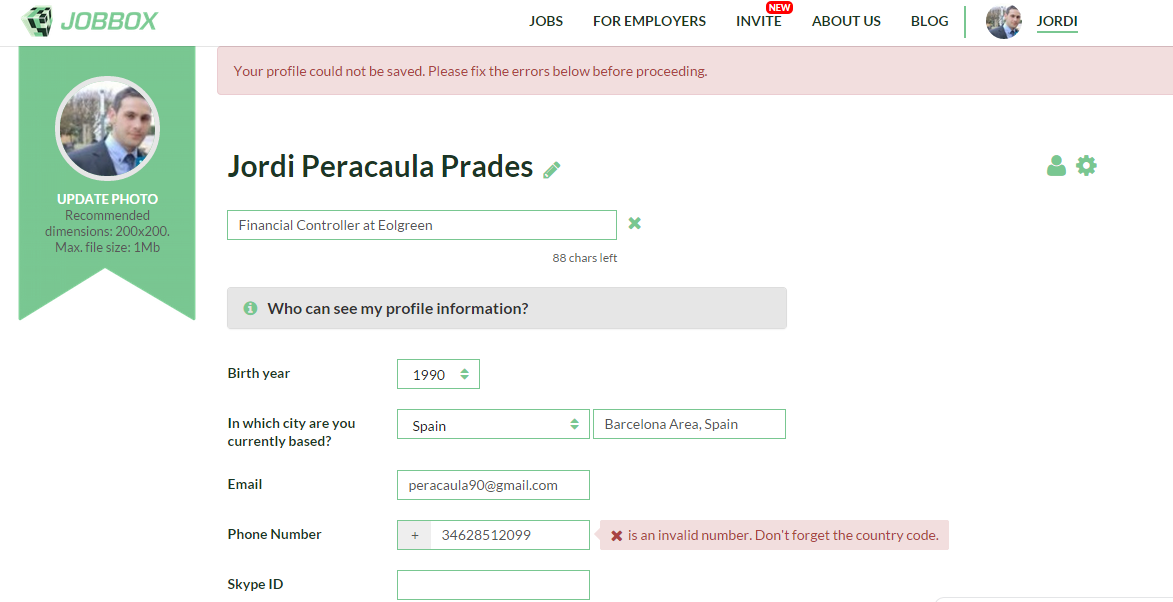 JOBBOX
JOBS FOR EMPLOYERS INVITE NEW ABOUT US BLOG JORDI
Your profile could not be saved. Please fix the errors below before proceeding.
UPDATE PHOTO
Recommended
dimensions: 200x200.
Max. file size: 1Mb
Jordi Peracaula Prades
Financial Controller at Eolgreen
88 chars left
Who can see my profile information?
Birth year 1990
In which city are you
currently based?
Spain Barcelona Area, Spain
Email peracaula90@gmail.com
Phone Number + 34628512099 is an invalid number. Don't forget the country code.
Skype ID